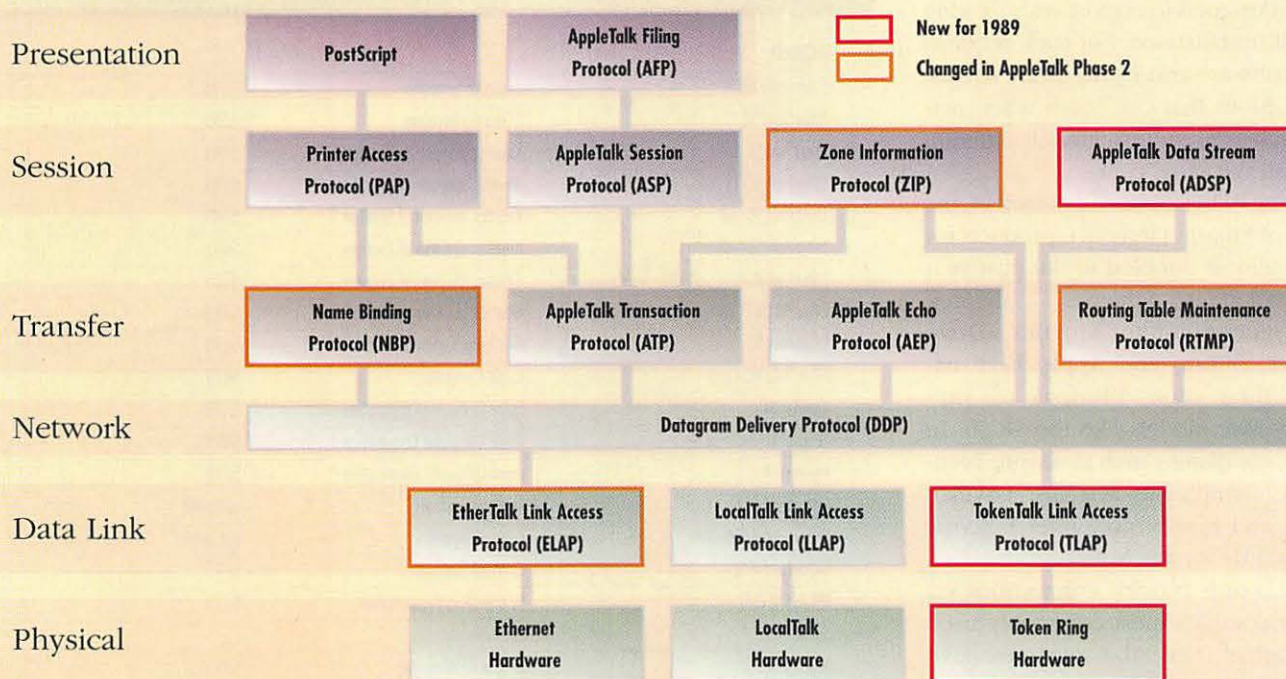 Presentation
PostScript
AppleTalk Filing
Protocol (AFP)
New for 1989
Changed in AppleTalk Phase 2
Session
Printer Access
Protocol (PAP)
AppleTalk Session
Protocol (ASP)
Zone Information
Protocol (ZIP)
AppleTalk Data Stream
Protocol (ADSP)
Transfer
Name Binding
Protocol (NBP)
AppleTalk Transaction
Protocol (ATP)
AppleTalk Echo
Protocol (AEP)
Routing Table Maintenance
Protocol (RTMP)
Network
Datagram Delivery Protocol (DDP)
Data Link
EtherTalk Link Access
Protocol (ELAP)
LocalTalk Link Access
Protocol (LLAP)
TokenTalk Link Access
Protocol (TLAP)
Physical
Ethernet
Hardware
LocalTalk
Hardware
Token Ring
Hardware